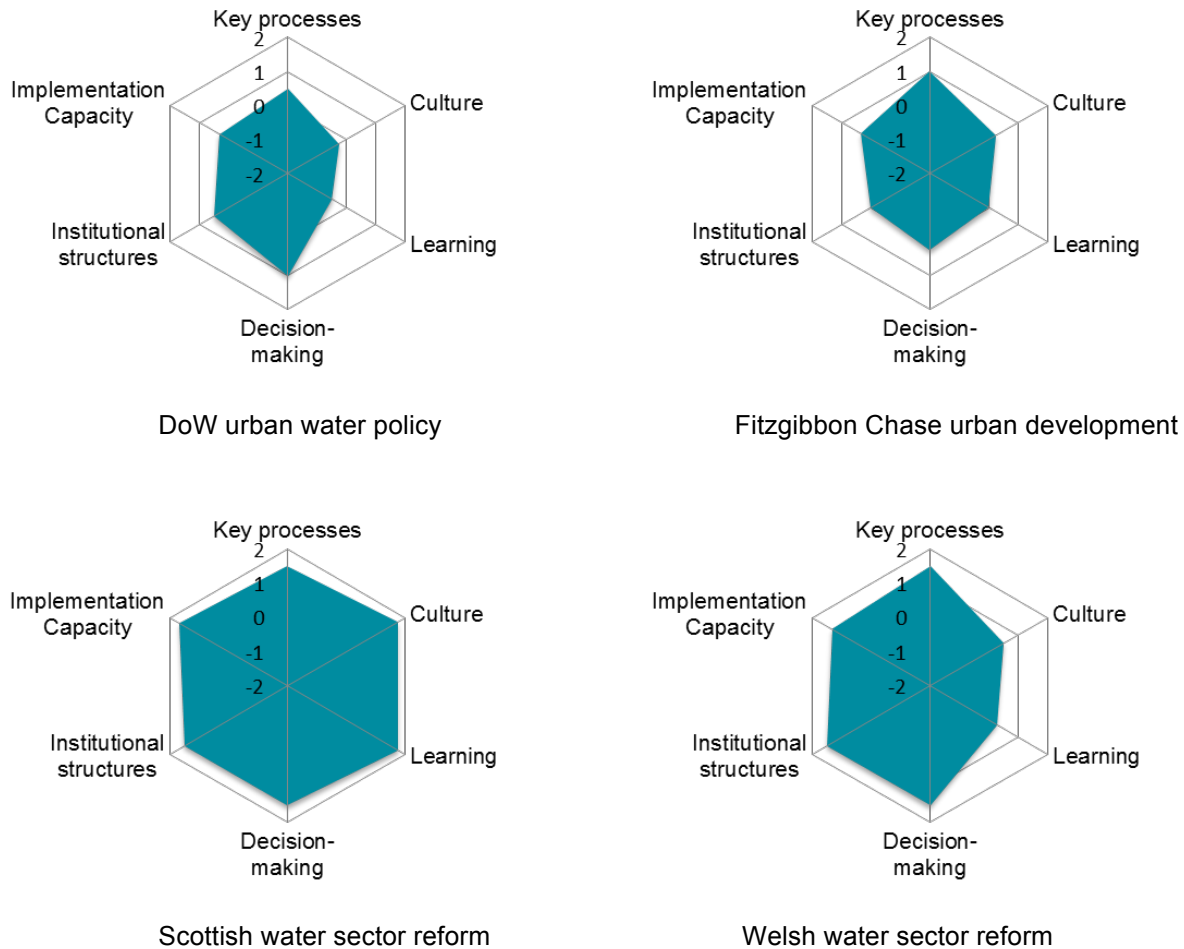 Key processes
2
1
0
-1
-2
Implementation
Capacity
Culture
Institutional
structures
Learning
Decision-
making
DoW urban water policy
Key processes
2
1
0
-1
-2
Implementation
Capacity
Culture
Institutional
structures
Learning
Decision-
making
Fitzgibbon Chase urban development
Key processes
2
1
0
-1
-2
Implementation
Capacity
Culture
Institutional
structures
Learning
Decision-
making
Scottish water sector reform
Key processes
2
1
0
-1
-2
Implementation
Capacity
Culture
Institutional
structures
Learning
Decision-
making
Welsh water sector reform